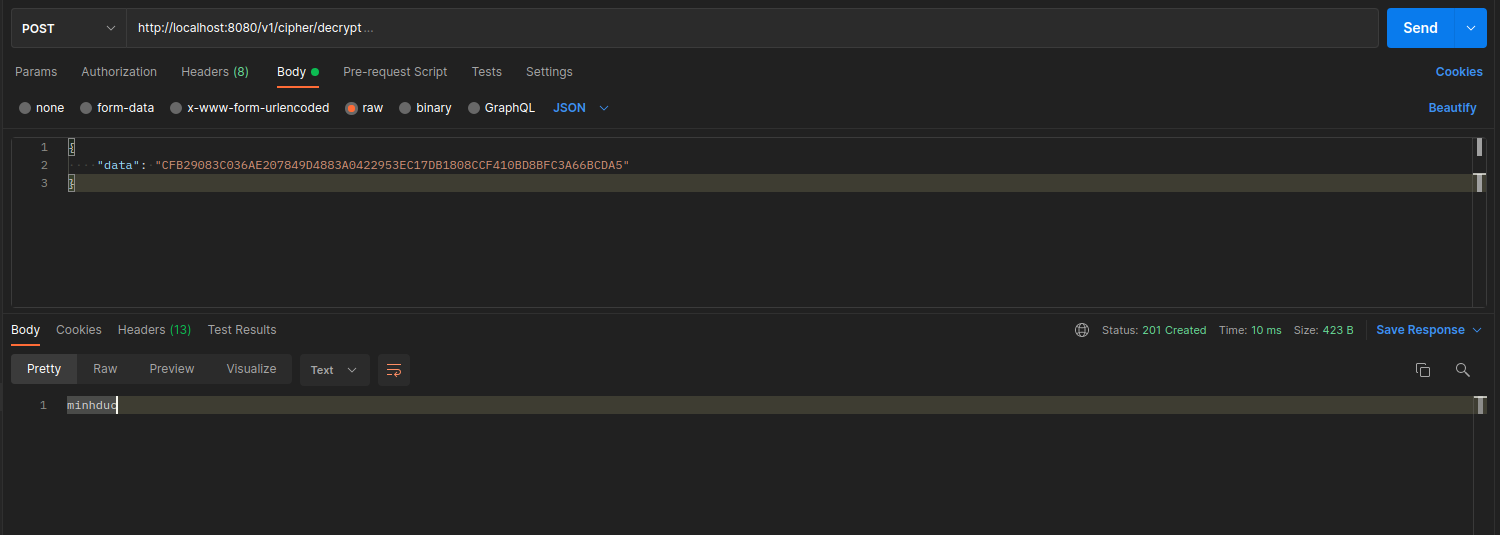 POST http://localhost:8080/v1/cipher/decrypt ... Send
Params Authorization Headers (8) Body Pre-request Script Tests Settings Cookies
none form-data x-www-form-urlencoded raw binary GraphQL JSON Beautify
1 {
2 "data": "CFB29083C036AE207849D4883A0422953EC17DB1808CCF410BD8BFC3A66BCDA5"
3 }
Body Cookies Headers (13) Test Results Status: 201 Created Time: 10 ms Size: 423 B Save Response
Pretty Raw Preview Visualize Text
1 minhduc